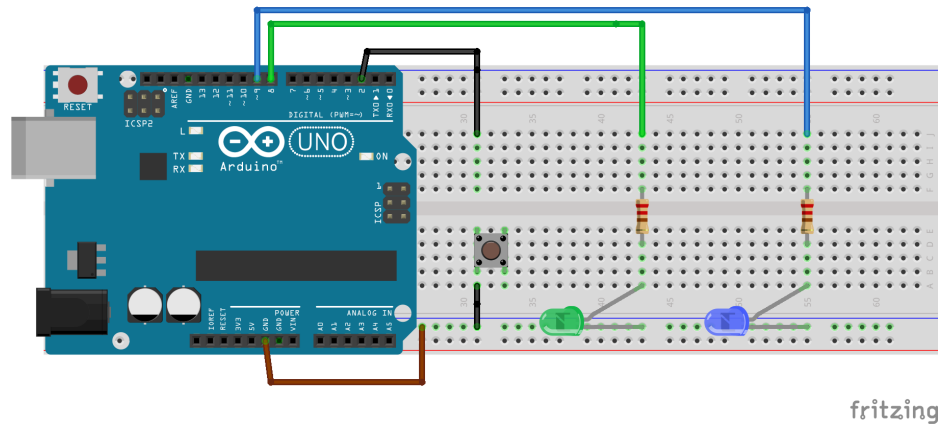 RESET
ICSP2
AREF
GND
13
12
~11
~10
~9
8
7
~6
~5
4
~3
2
TX0▶1
RX0◀0
DIGITAL (PWM=~)
L
TX
RX
Arduino™
UNO
ON
1
ICSP
IOREF
RESET
3V3
5V
GND
GND
VIN
POWER
ANALOG IN
A0
A1
A2
A3
A4
A5
30
35
40
45
50
55
60
J
I
H
G
F
E
D
C
B
A
30
35
40
45
50
55
60
fritzing